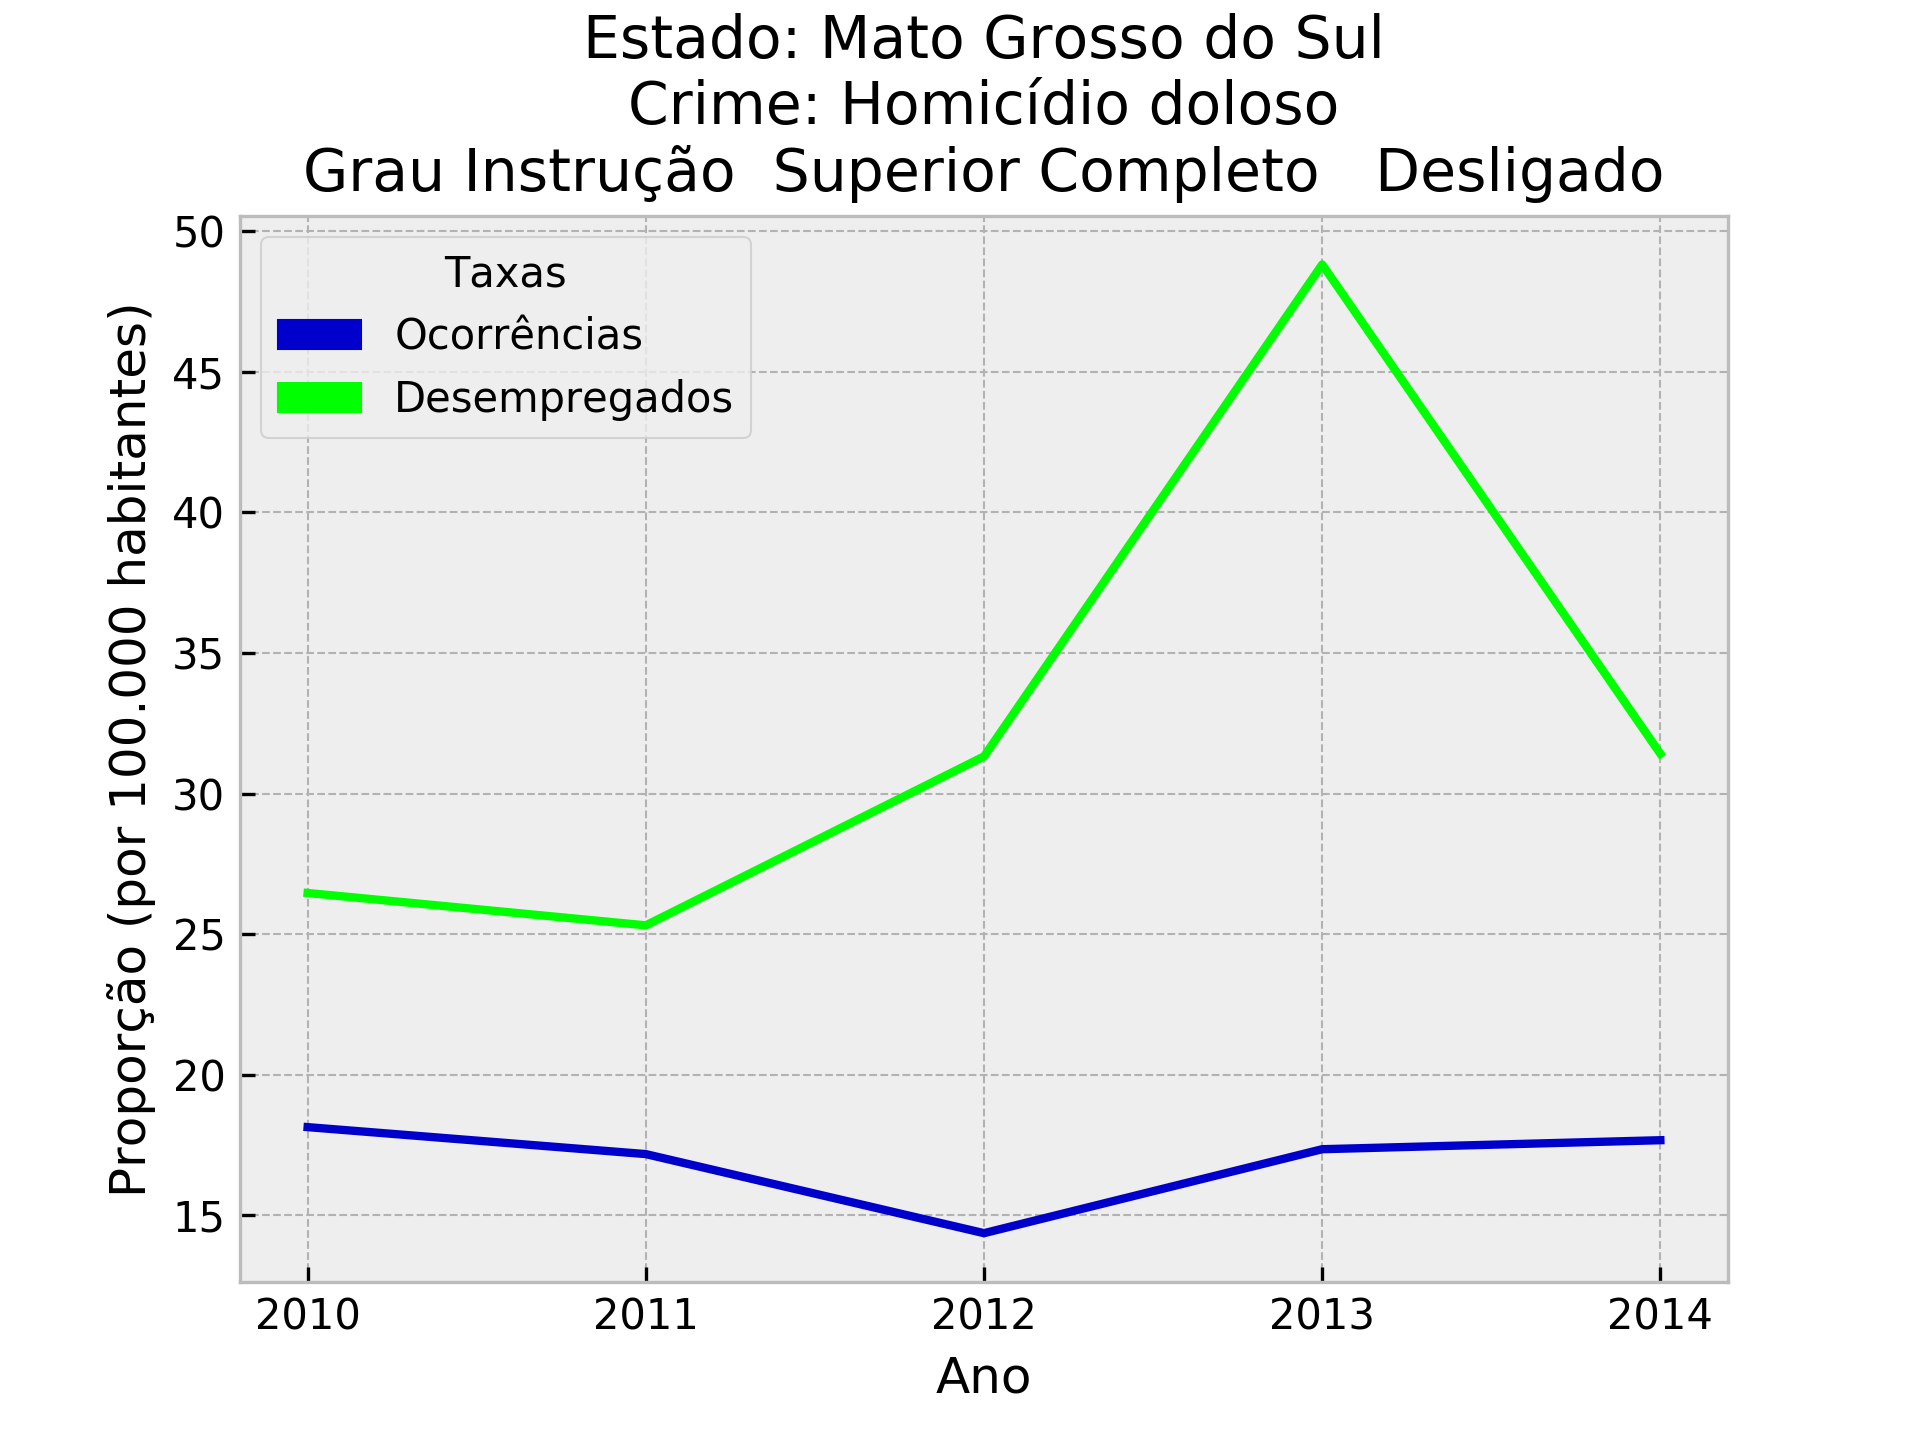 Estado: Mato Grosso do Sul
Crime: Homicídio doloso
Grau Instrução  Superior Completo   Desligado
Proporção (por 100.000 habitantes)
50
45
40
35
30
25
20
15
Taxas
Ocorrências
Desempregados
2010 2011 2012 2013 2014
Ano